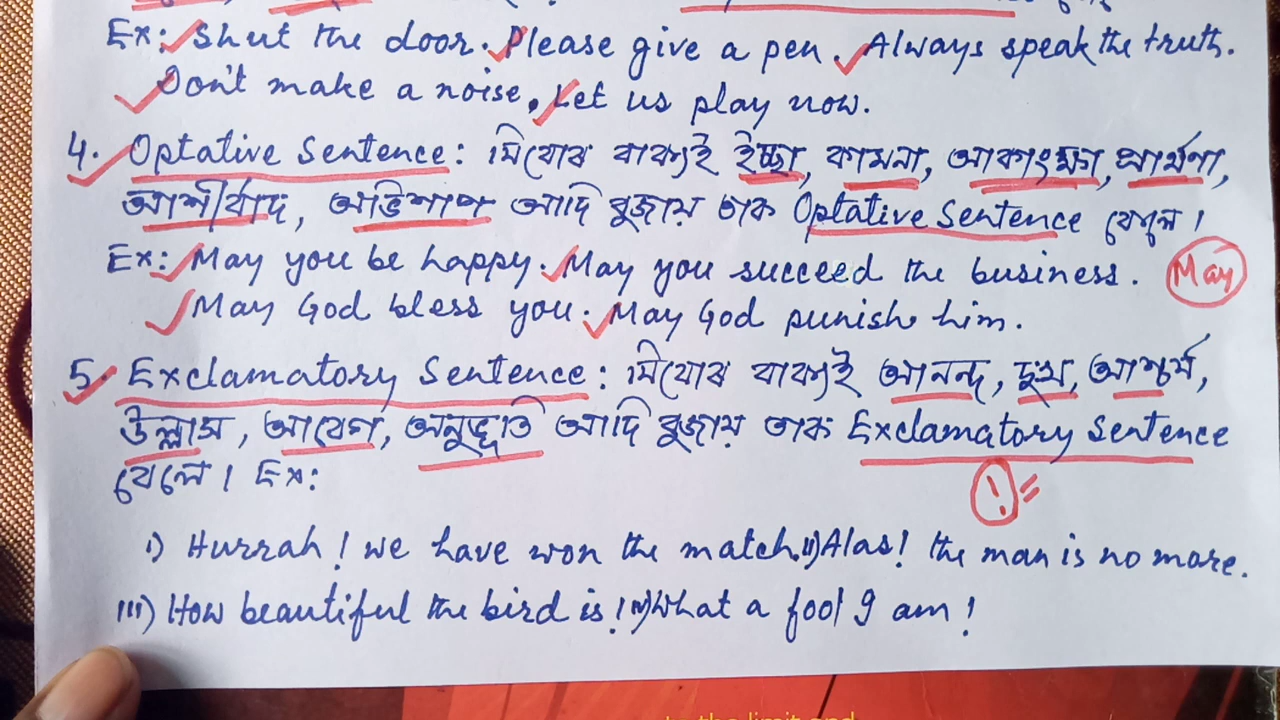 Ex: Shut the door. Please give a pen. Always speak the truth.
Don't make a noise. Let us play now.
4. Optative Sentence: যিবোৰ বাক্যই ইচ্ছা, কামনা, আকাংক্ষা, প্ৰাৰ্থনা,
আশীৰ্বাদ, অভিশাপ আদি বুজায় তাক Optative Sentence বোলে।
Ex: May you be happy. May you succeed the business. May
May God bless you. May God punish him.
5. Exclamatory Sentence: যিবোৰ বাক্যই আনন্দ, দুখ, আশ্চৰ্য,
উল্লাস, আবেগ, অনুভূতি আদি বুজায় তাক Exclamatory Sentence
বোলে। Ex: ! =
i) Hurrah! we have won the match. ii) Alas! the man is no more.
iii) How beautiful the bird is! iv) What a fool I am!
to the limit and